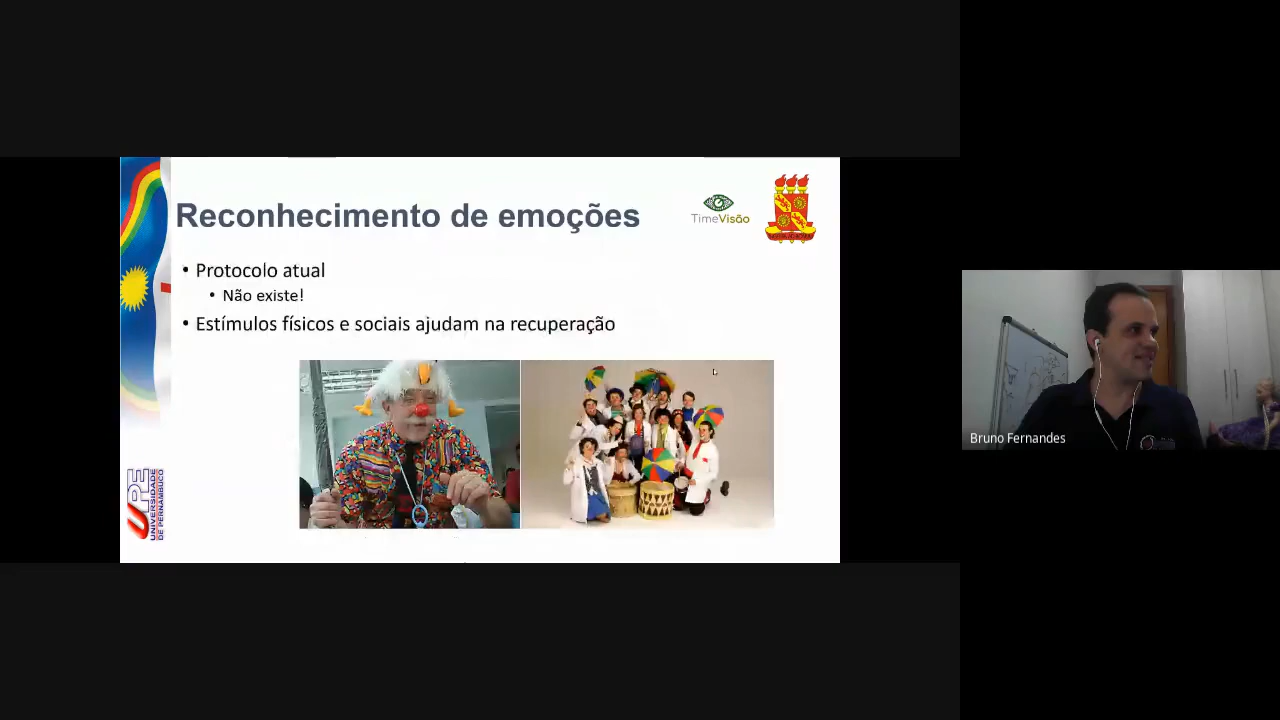 Reconhecimento de emoções
TimeVisão
• Protocolo atual
• Não existe!
• Estímulos físicos e sociais ajudam na recuperação
UPE
UNIVERSIDADE
DE PERNAMBUCO
Bruno Fernandes